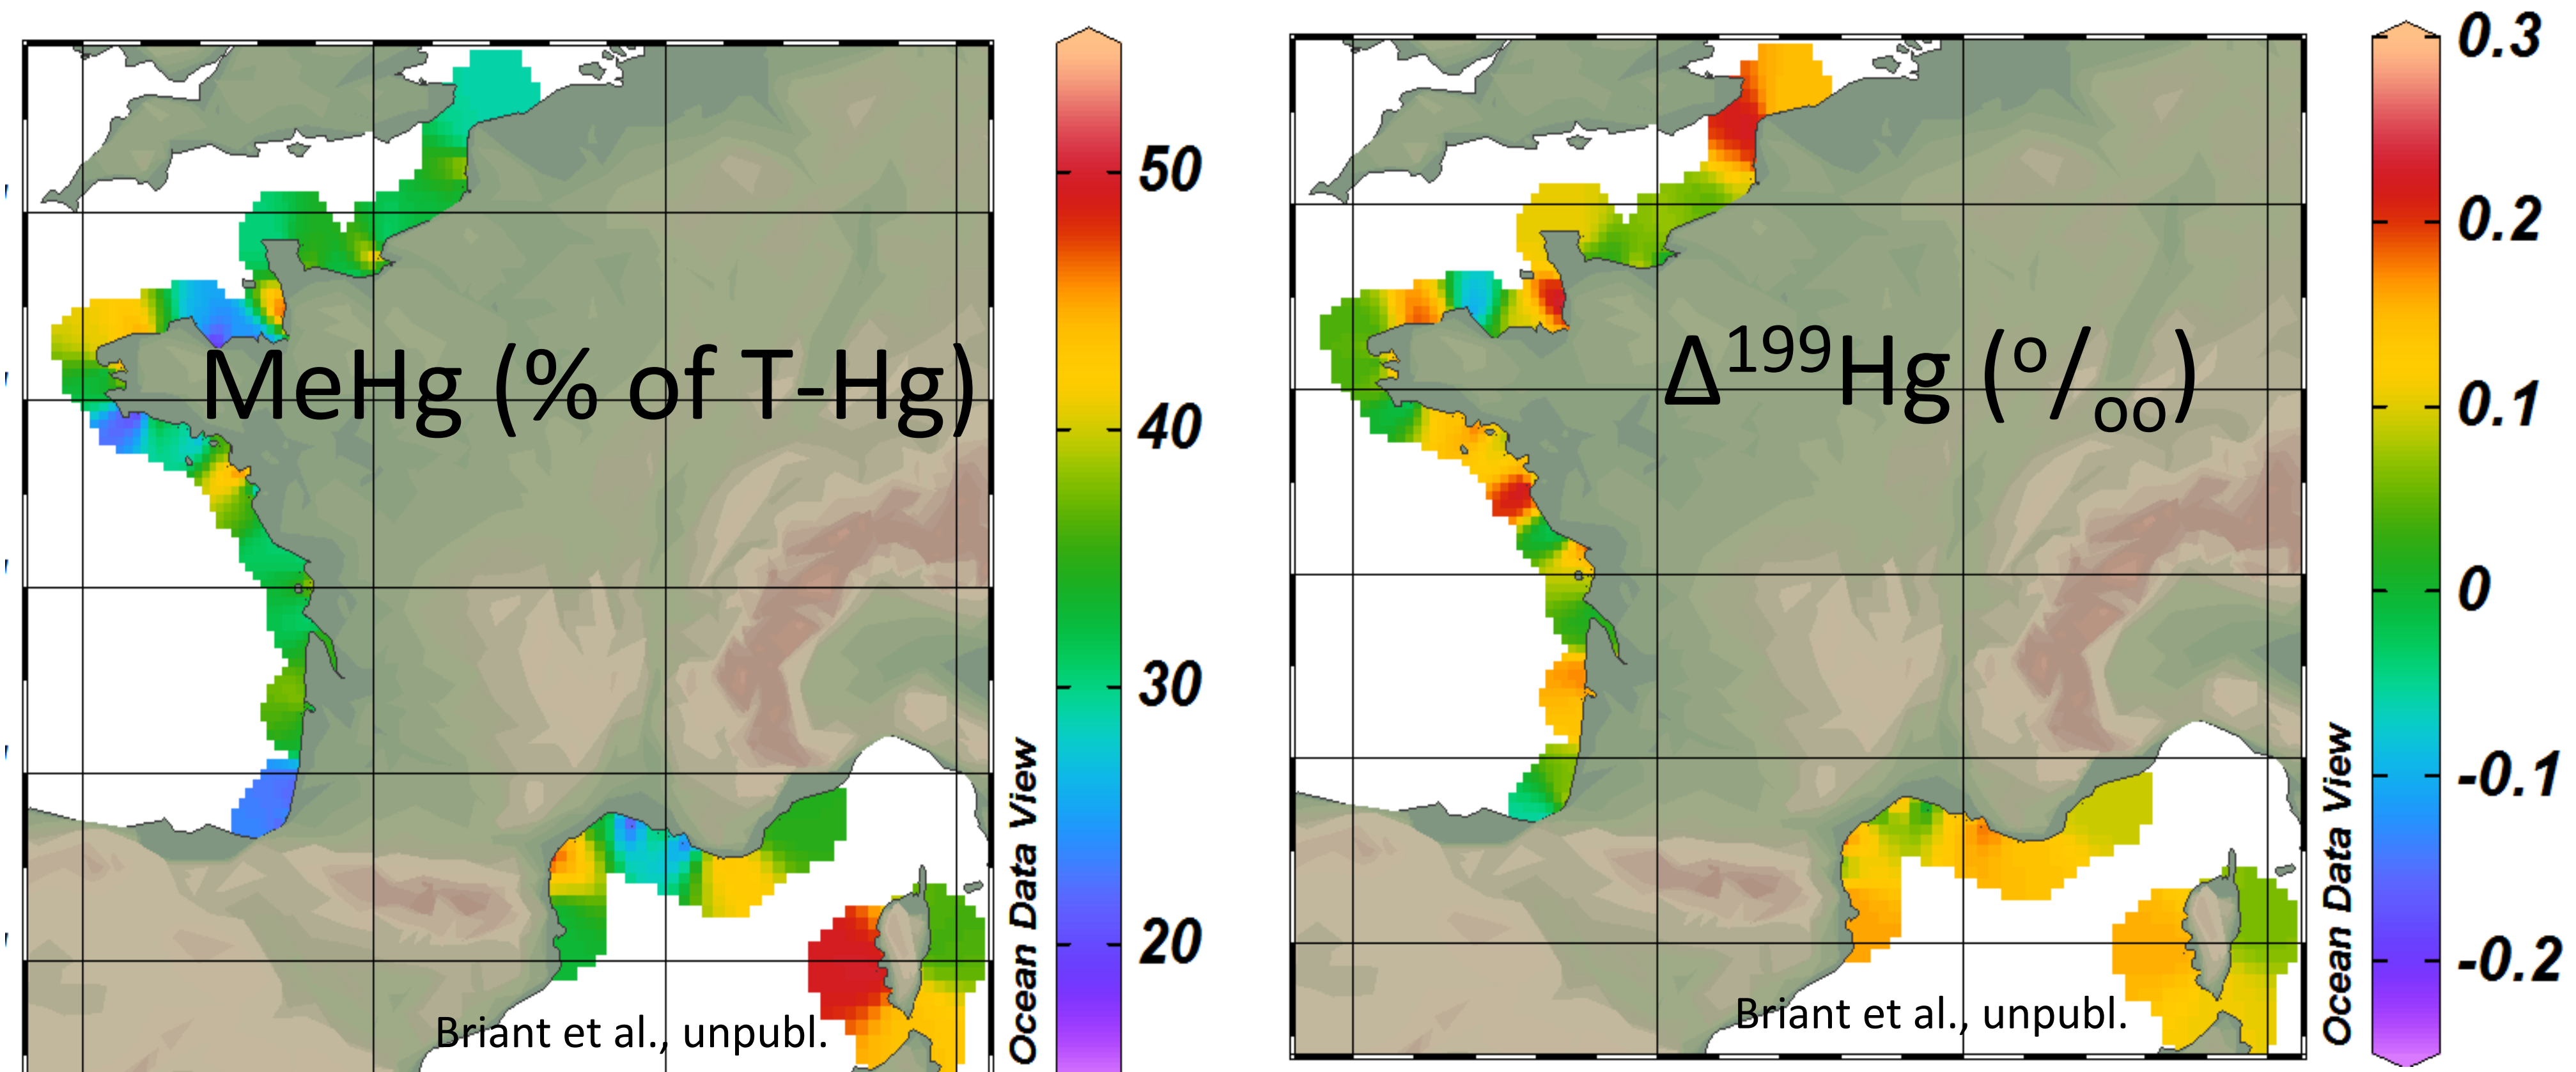 MeHg (% of T-Hg)
Briant et al., unpubl.
50
40
30
20
Ocean Data View
Δ¹⁹⁹Hg (º/ₒₒ)
Briant et al., unpubl.
0.3
0.2
0.1
0
-0.1
-0.2
Ocean Data View